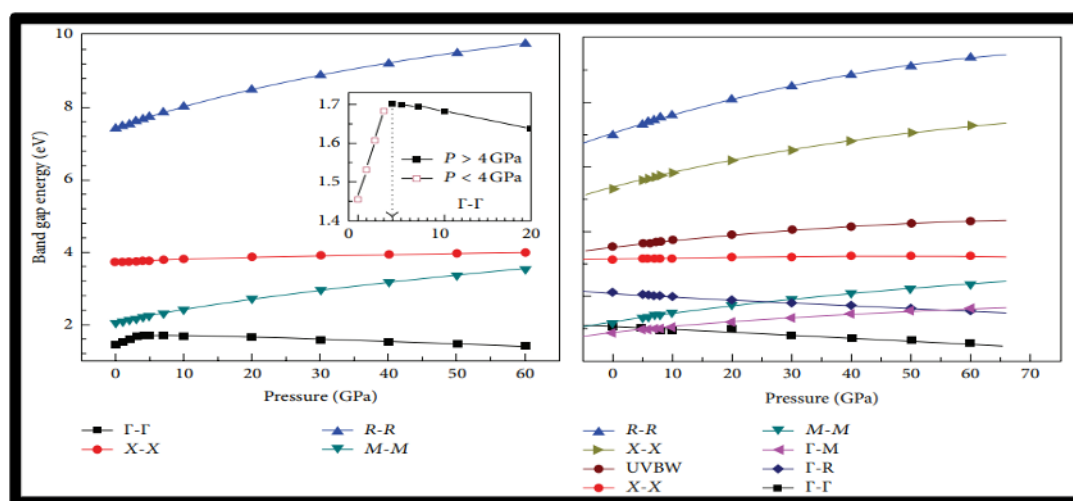 10
8
6
4
2
Band gap energy (eV)
1.7
1.6
1.5
1.4
P > 4 GPa
P < 4 GPa
Γ-Γ
0 10 20
0 10 20 30 40 50 60
Pressure (GPa)
Γ-Γ R-R
X-X M-M
0 10 20 30 40 50 60 70
Pressure (GPa)
R-R M-M
X-X Γ-M
UVBW Γ-R
X-X Γ-Γ